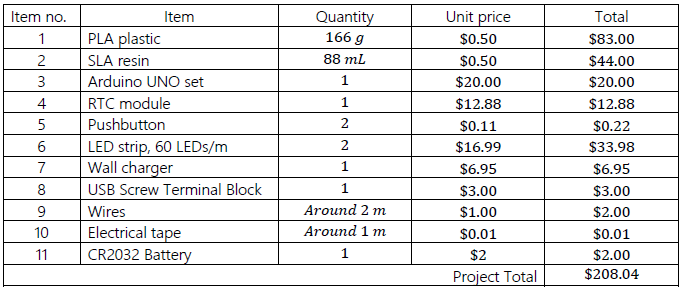 Item no. Item Quantity Unit price Total
1 PLA plastic 166 g $0.50 $83.00
2 SLA resin 88 mL $0.50 $44.00
3 Arduino UNO set 1 $20.00 $20.00
4 RTC module 1 $12.88 $12.88
5 Pushbutton 2 $0.11 $0.22
6 LED strip, 60 LEDs/m 2 $16.99 $33.98
7 Wall charger 1 $6.95 $6.95
8 USB Screw Terminal Block 1 $3.00 $3.00
9 Wires Around 2 m $1.00 $2.00
10 Electrical tape Around 1 m $0.01 $0.01
11 CR2032 Battery 1 $2 $2.00
Project Total $208.04